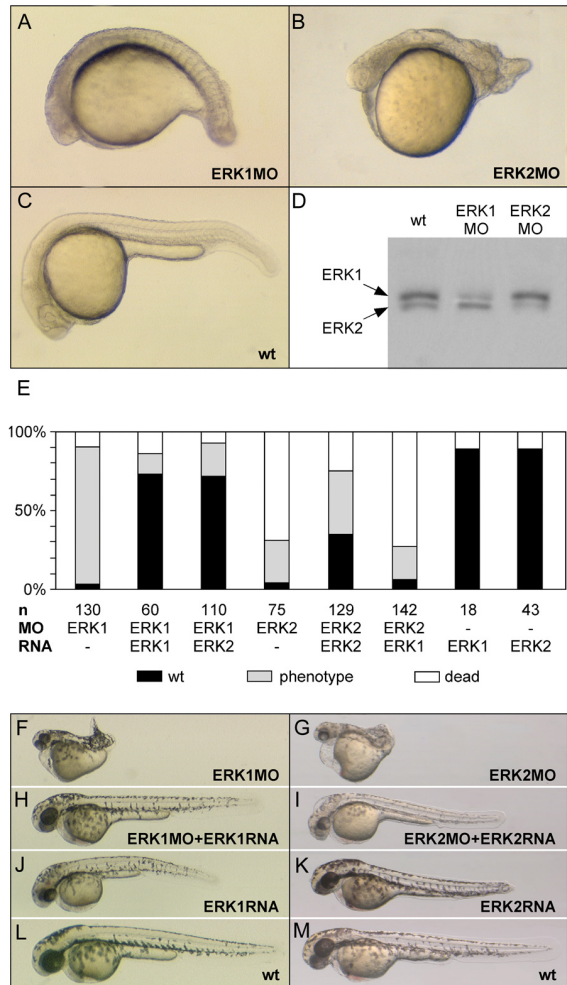 A
ERK1MO
B
ERK2MO
C
wt
D
wt ERK1 MO ERK2 MO
ERK1
ERK2
E
100%
50%
0%
n 130 60 110 75 129 142 18 43
MO ERK1 ERK1 ERK1 ERK2 ERK2 ERK2 - -
RNA - ERK1 ERK2 - ERK2 ERK1 ERK1 ERK2
wt phenotype dead
F
ERK1MO
G
ERK2MO
H
ERK1MO+ERK1RNA
I
ERK2MO+ERK2RNA
J
ERK1RNA
K
ERK2RNA
L
wt
M
wt